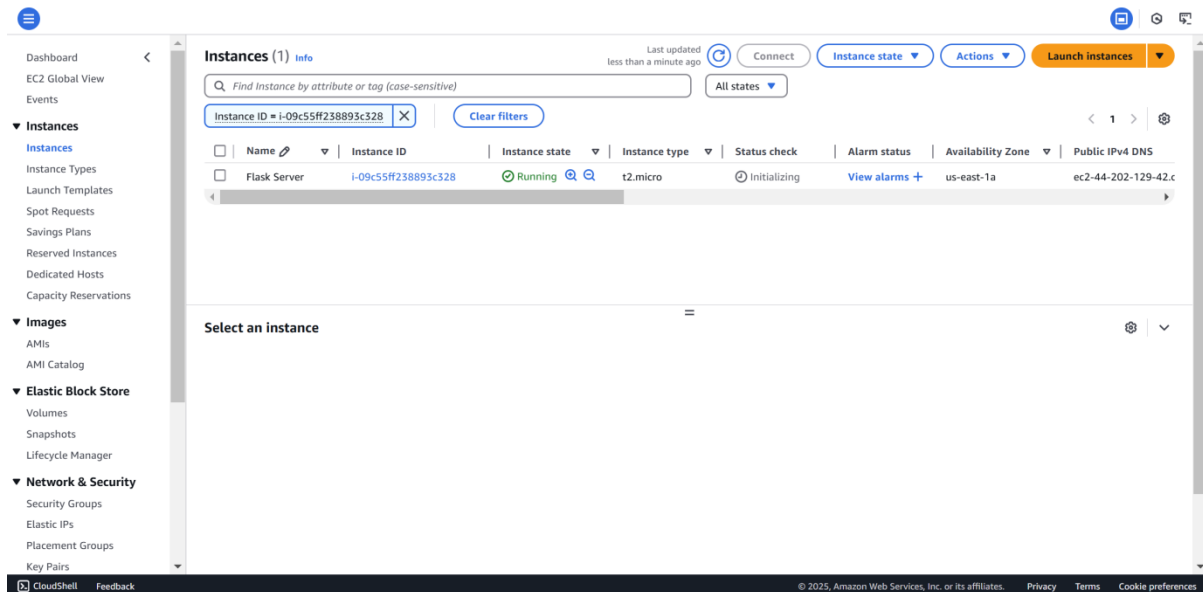 Dashboard
EC2 Global View
Events
Instances
Instances
Instance Types
Launch Templates
Spot Requests
Savings Plans
Reserved Instances
Dedicated Hosts
Capacity Reservations
Images
AMIs
AMI Catalog
Elastic Block Store
Volumes
Snapshots
Lifecycle Manager
Network & Security
Security Groups
Elastic IPs
Placement Groups
Key Pairs
Instances (1) Info
Last updated
less than a minute ago
Connect
Instance state
Actions
Launch instances
Find Instance by attribute or tag (case-sensitive)
All states
Instance ID = i-09c55ff238893c328
Clear filters
1
Name Instance ID Instance state Instance type Status check Alarm status Availability Zone Public IPv4 DNS
Flask Server i-09c55ff238893c328 Running t2.micro Initializing View alarms + us-east-1a ec2-44-202-129-42.c
Select an instance
CloudShell Feedback © 2025, Amazon Web Services, Inc. or its affiliates. Privacy Terms Cookie preferences